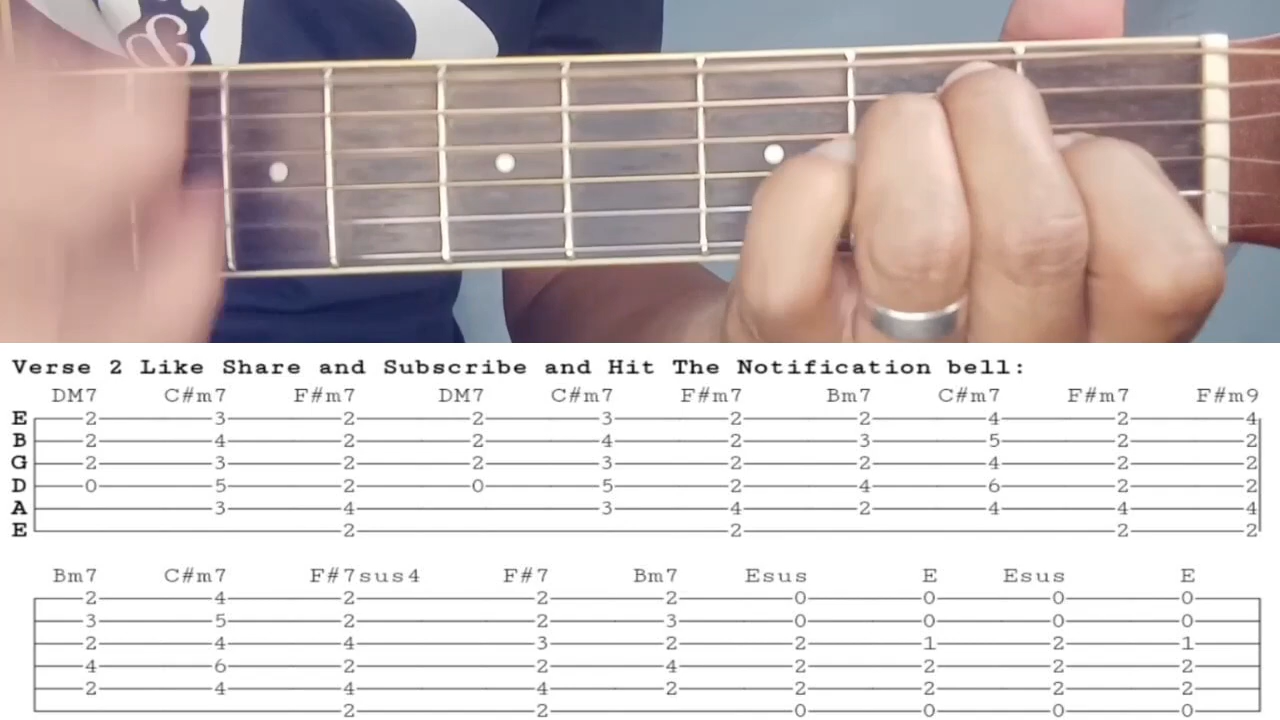 Verse 2 Like Share and Subscribe and Hit The Notification bell:
DM7 C#m7 F#m7 DM7 C#m7 F#m7 Bm7 C#m7 F#m7 F#m9
E 2 3 2 2 3 2 2 4 2 4
B 2 4 2 2 4 2 3 5 2 2
G 2 3 2 2 3 2 2 4 2 2
D 0 5 2 0 5 2 4 6 2 2
A 3 4 3 4 2 4 4 4
E 2 2 2 2
Bm7 C#m7 F#7sus4 F#7 Bm7 Esus E Esus E
2 4 2 2 2 0 0 0 0
3 5 2 2 3 0 0 0 0
2 4 4 3 2 2 1 2 1
4 6 2 2 4 2 2 2 2
2 4 4 4 2 2 2 2 2
2 2 0 0 0 0